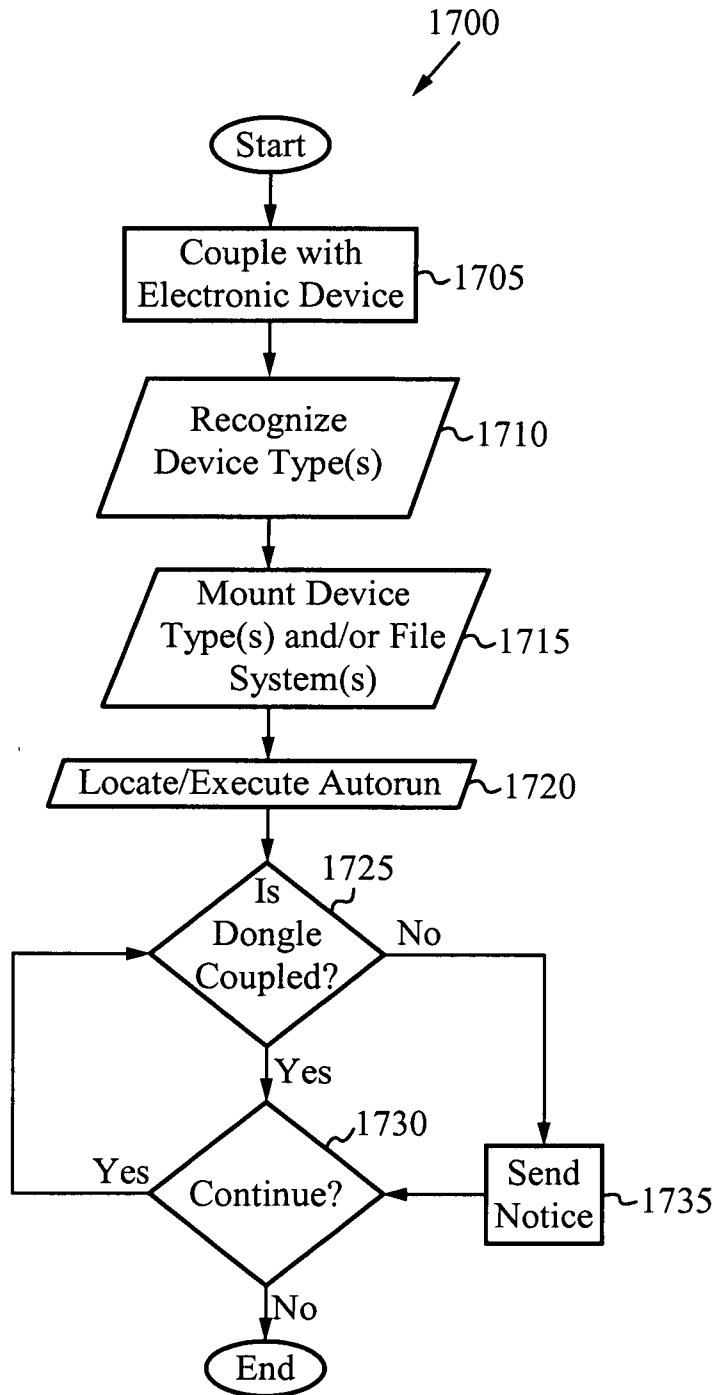 1700
Start
Couple with
Electronic Device
1705
Recognize
Device Type(s)
1710
Mount Device
Type(s) and/or File
System(s)
1715
Locate/Execute Autorun
1720
1725
Is
Dongle
Coupled?
No
Yes
1730
Yes
Continue?
Send
Notice
1735
No
End